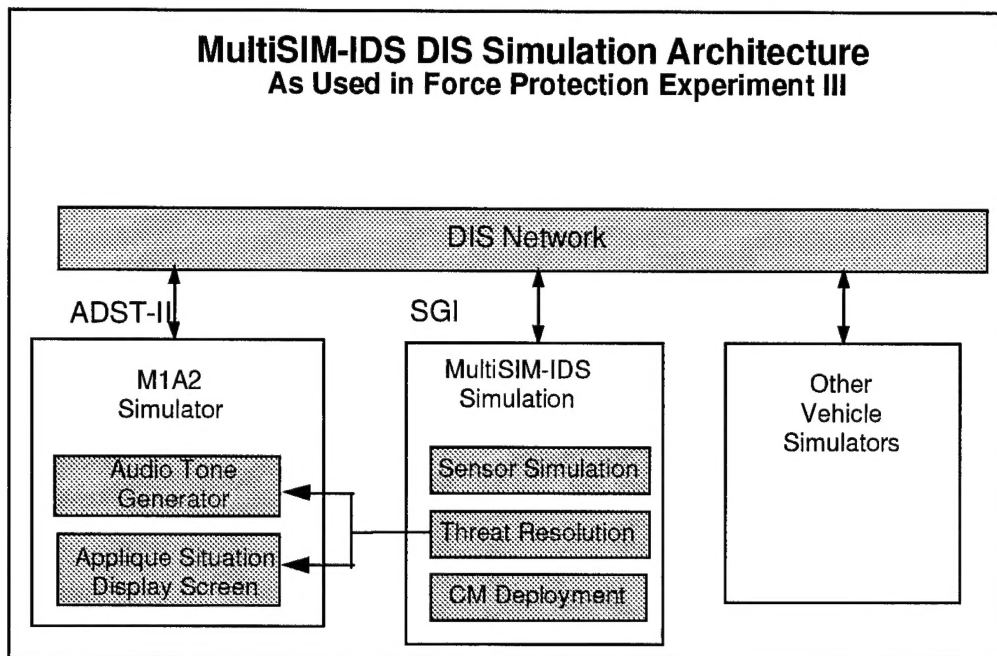 MultiSIM-IDS DIS Simulation Architecture
As Used in Force Protection Experiment III
DIS Network
ADST-II
SGI
M1A2
Simulator
Audio Tone
Generator
Applique Situation
Display Screen
MultiSIM-IDS
Simulation
Sensor Simulation
Threat Resolution
CM Deployment
Other
Vehicle
Simulators